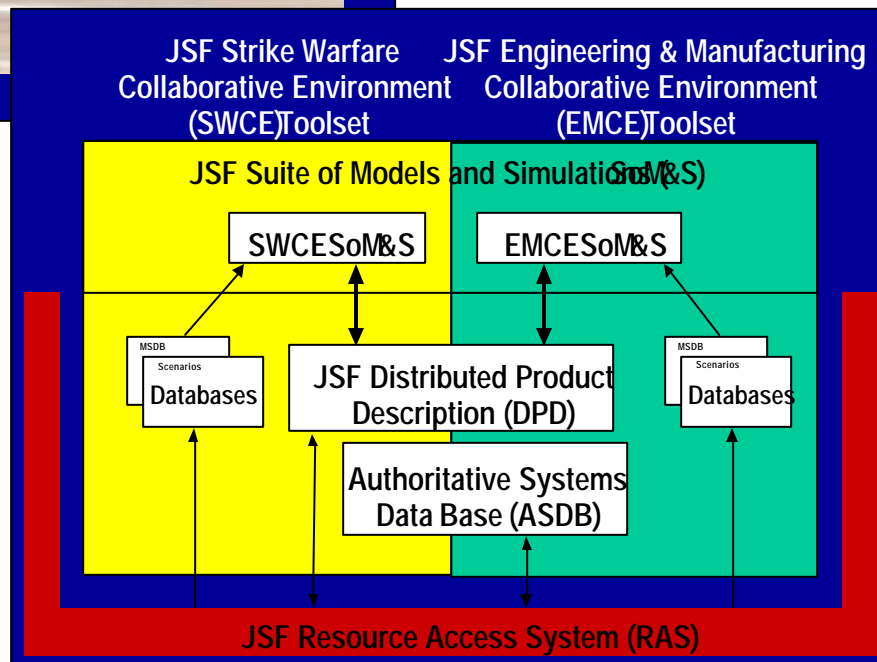 JSF Strike Warfare
Collaborative Environment
(SWCE)Toolset
JSF Engineering & Manufacturing
Collaborative Environment
(EMCE)Toolset
JSF Suite of Models and Simulations (SoM&S)
SWCESoM&S
EMCESoM&S
MSDB
Scenarios
Databases
JSF Distributed Product
Description (DPD)
MSDB
Scenarios
Databases
Authoritative Systems
Data Base (ASDB)
JSF Resource Access System (RAS)